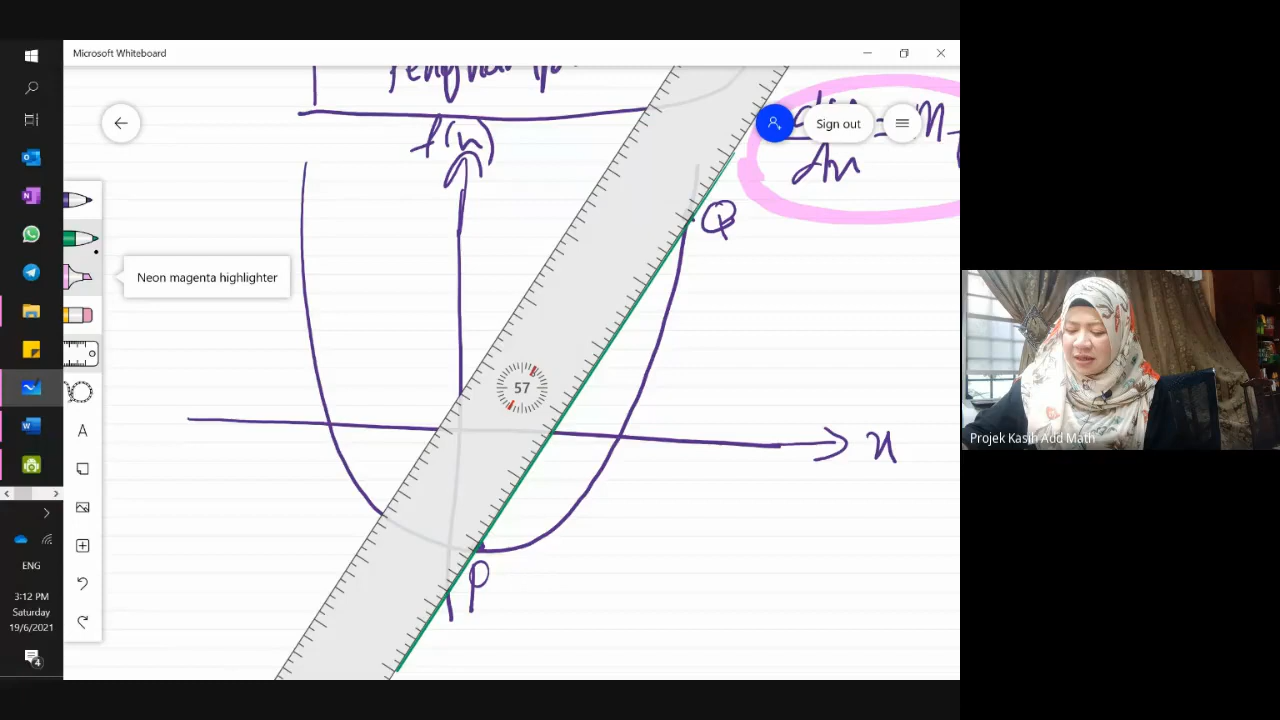 Microsoft Whiteboard
Sign out
f(x)
Q
Neon magenta highlighter
57
x
Projek Kasih Add Math
P
A
ENG
3:12 PM
Saturday
19/6/2021
4